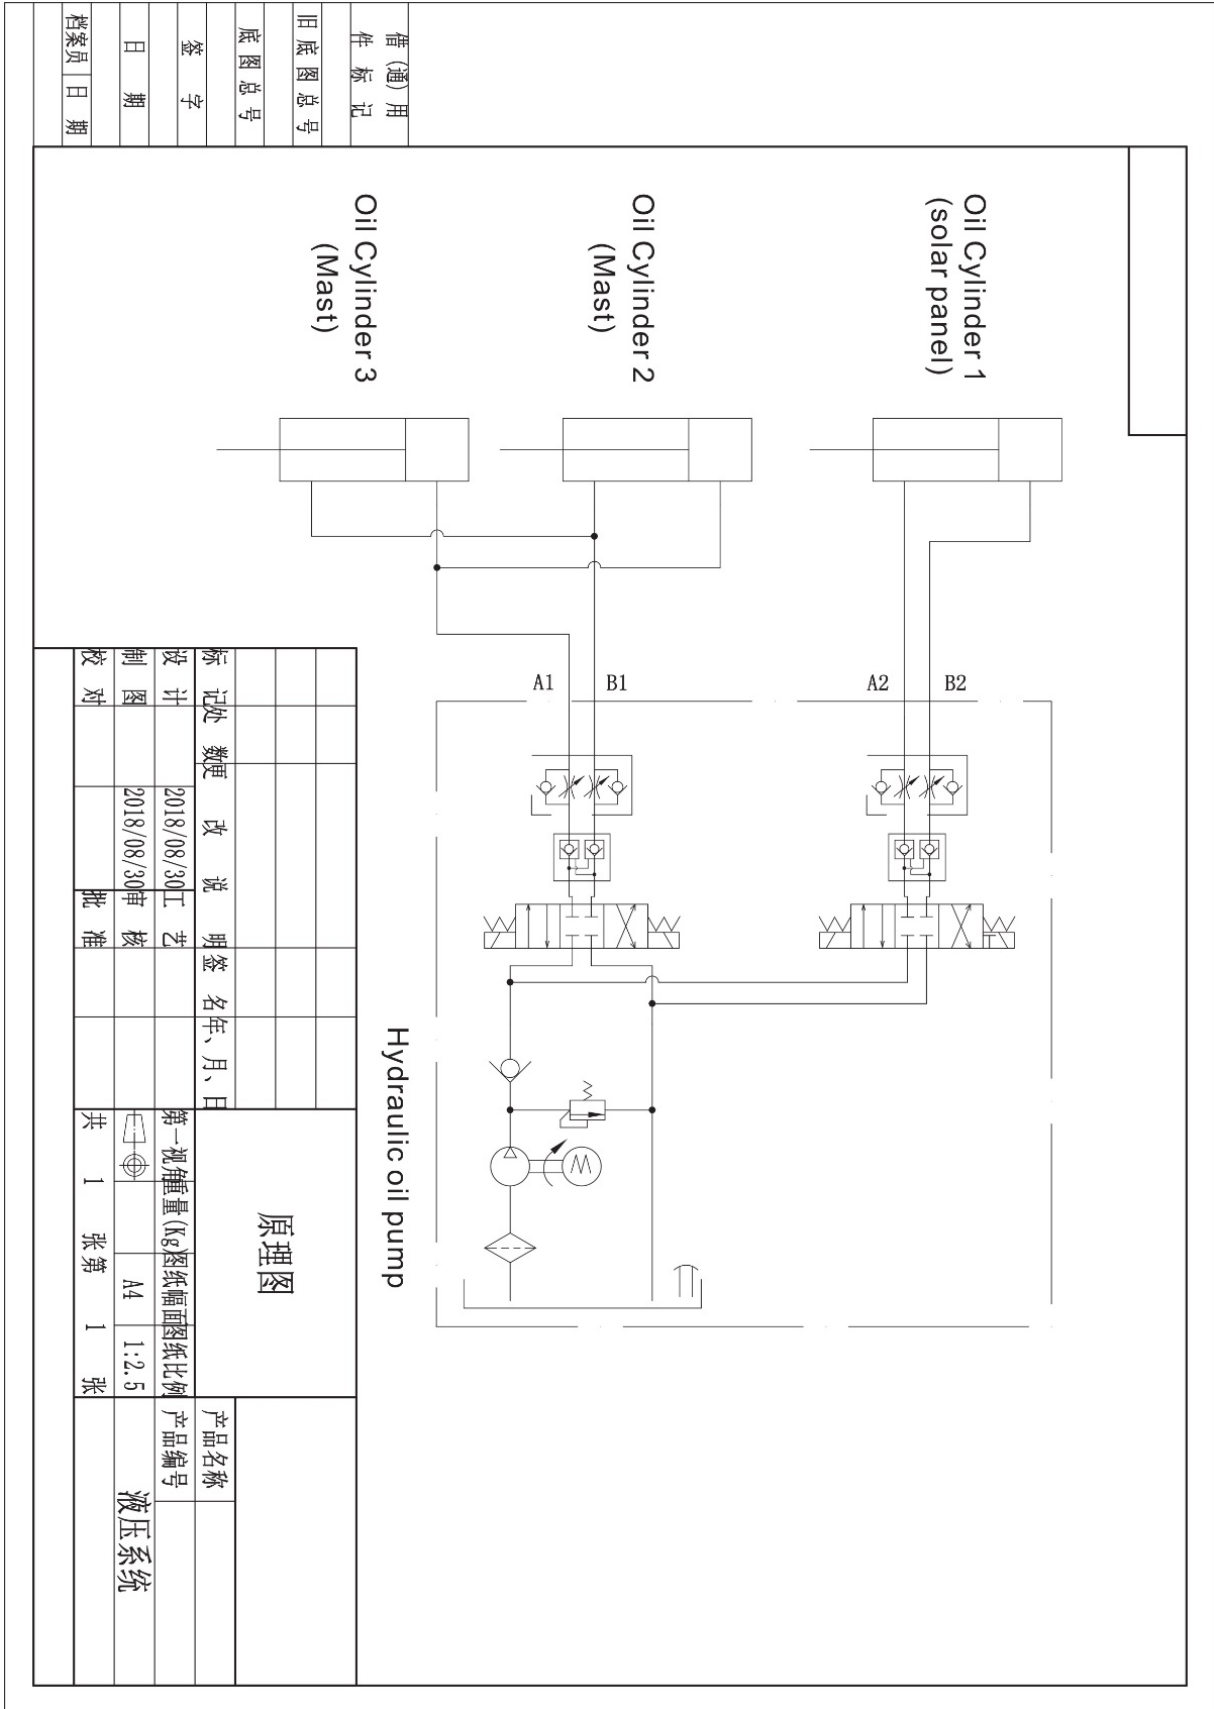 借(通)用
件 标 记
旧 底 图 总 号
底 图 总 号
签 字
日 期
档案员
日 期
Oil Cylinder 1
(solar panel)
Oil Cylinder 2
(Mast)
Oil Cylinder 3
(Mast)
A1
B1
A2
B2
Hydraulic oil pump
标 记
处 数
更 改 说 明
签 名
年、月、日
设 计
2018/08/30
工 艺
制 图
2018/08/30
审 核
校 对
批 准
原理图
第一视角
重量(Kg)
图纸幅面
图纸比例
A4
1:2.5
共 1 张
第 1 张
产品名称
产品编号
液压系统